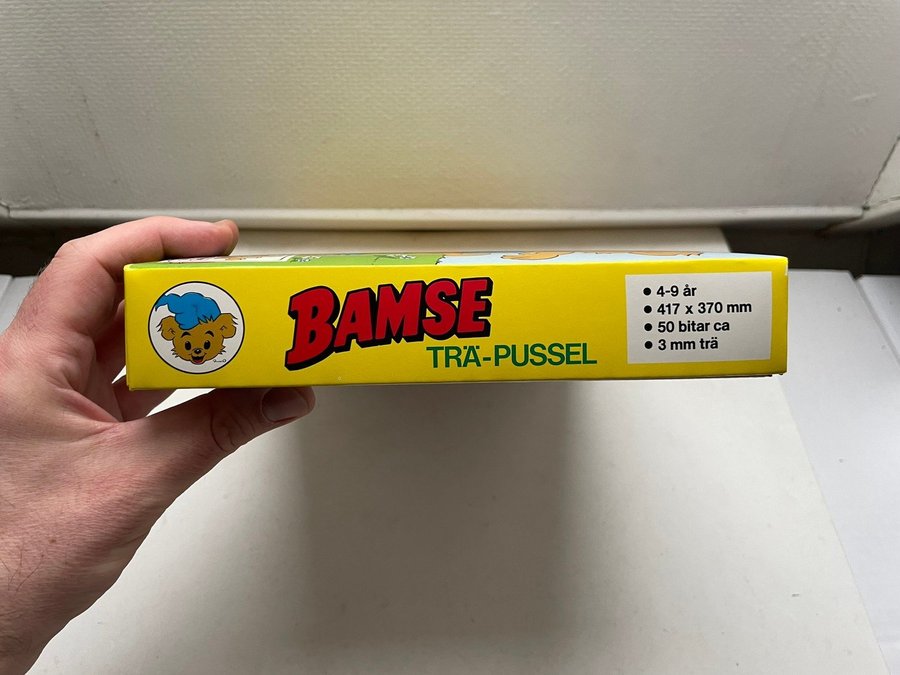 BAMSE
TRÄ-PUSSEL
• 4-9 år
• 417 x 370 mm
• 50 bitar ca
• 3 mm trä